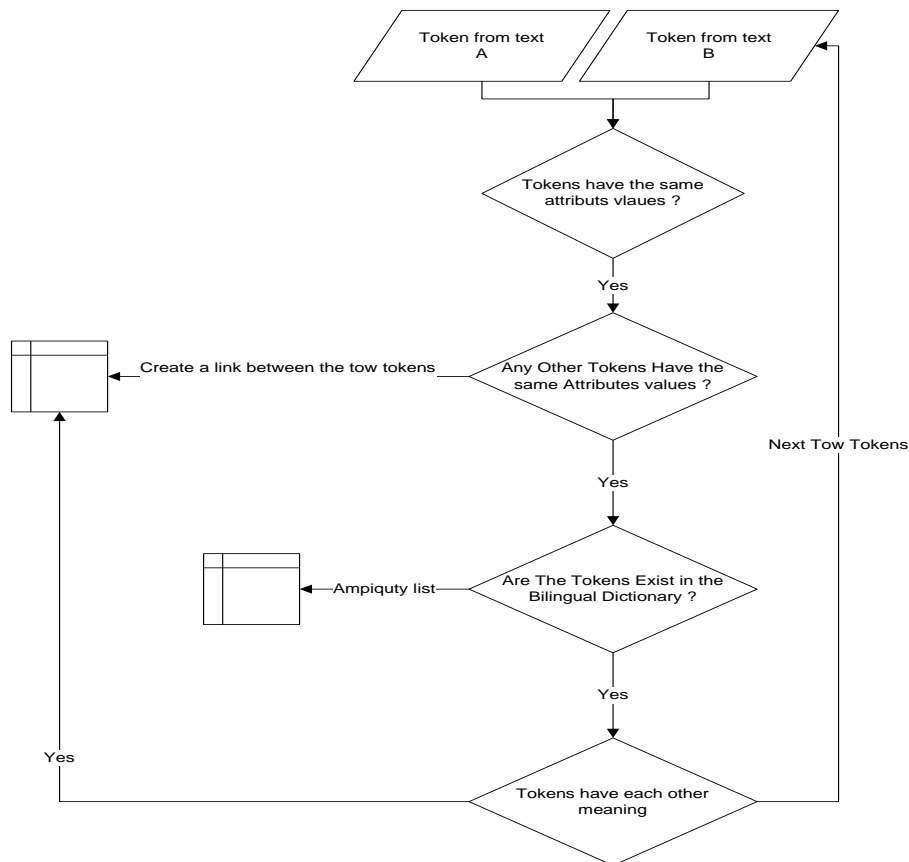 Token from text
A
Token from text
B
Tokens have the same
attributs vlaues ?
Yes
Any Other Tokens Have the
same Attributes values ?
Create a link between the tow tokens
Next Tow Tokens
Yes
Are The Tokens Exist in the
Bilingual Dictionary ?
Ampiquty list
Yes
Yes
Tokens have each other
meaning